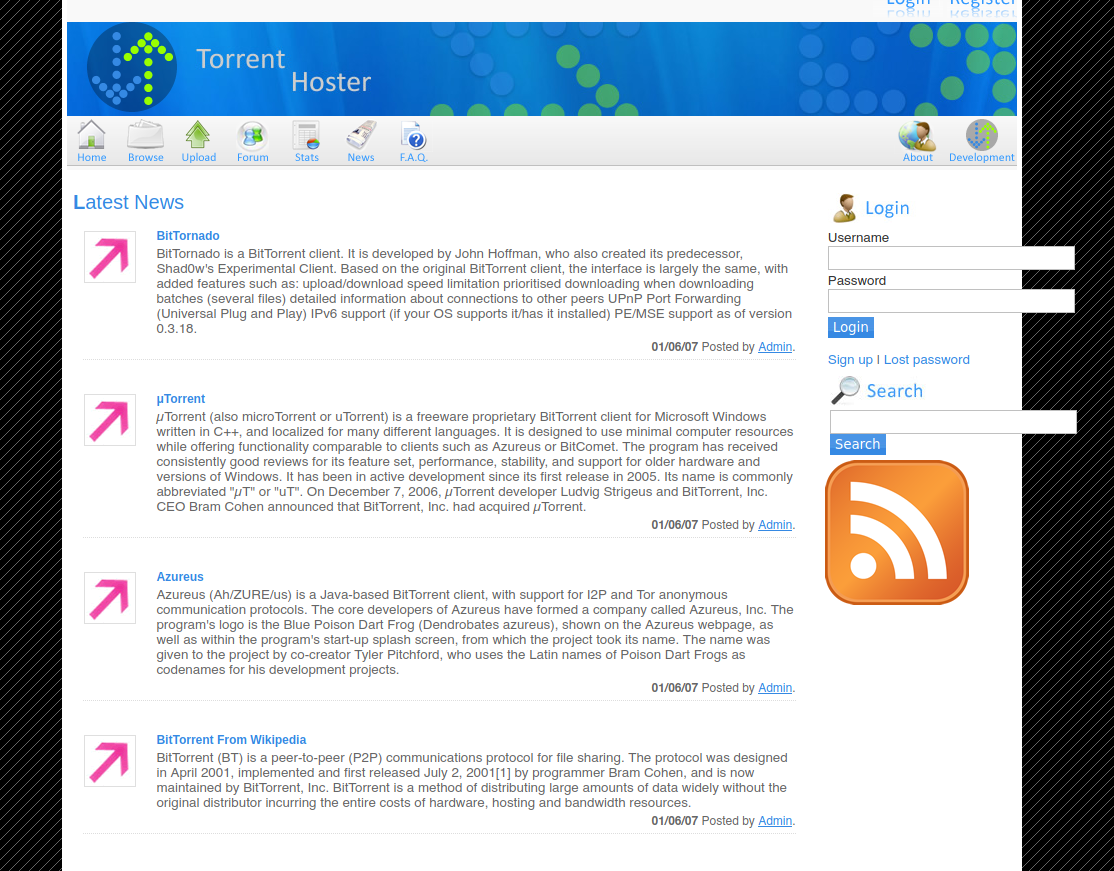 Login Register
Torrent
Hoster
Home Browse Upload Forum Stats News F.A.Q. About Development
Latest News
BitTornado
BitTornado is a BitTorrent client. It is developed by John Hoffman, who also created its predecessor,
Shad0w's Experimental Client. Based on the original BitTorrent client, the interface is largely the same, with
added features such as: upload/download speed limitation prioritised downloading when downloading
batches (several files) detailed information about connections to other peers UPnP Port Forwarding
(Universal Plug and Play) IPv6 support (if your OS supports it/has it installed) PE/MSE support as of version
0.3.18.
01/06/07 Posted by Admin.
µTorrent
µTorrent (also microTorrent or uTorrent) is a freeware proprietary BitTorrent client for Microsoft Windows
written in C++, and localized for many different languages. It is designed to use minimal computer resources
while offering functionality comparable to clients such as Azureus or BitComet. The program has received
consistently good reviews for its feature set, performance, stability, and support for older hardware and
versions of Windows. It has been in active development since its first release in 2005. Its name is commonly
abbreviated "µT" or "uT". On December 7, 2006, µTorrent developer Ludvig Strigeus and BitTorrent, Inc.
CEO Bram Cohen announced that BitTorrent, Inc. had acquired µTorrent.
01/06/07 Posted by Admin.
Azureus
Azureus (Ah/ZURE/us) is a Java-based BitTorrent client, with support for I2P and Tor anonymous
communication protocols. The core developers of Azureus have formed a company called Azureus, Inc. The
program's logo is the Blue Poison Dart Frog (Dendrobates azureus), shown on the Azureus webpage, as
well as within the program's start-up splash screen, from which the project took its name. The name was
given to the project by co-creator Tyler Pitchford, who uses the Latin names of Poison Dart Frogs as
codenames for his development projects.
01/06/07 Posted by Admin.
BitTorrent From Wikipedia
BitTorrent (BT) is a peer-to-peer (P2P) communications protocol for file sharing. The protocol was designed
in April 2001, implemented and first released July 2, 2001[1] by programmer Bram Cohen, and is now
maintained by BitTorrent, Inc. BitTorrent is a method of distributing large amounts of data widely without the
original distributor incurring the entire costs of hardware, hosting and bandwidth resources.
01/06/07 Posted by Admin.
Login
Username
Password
Login
Sign up I Lost password
Search
Search